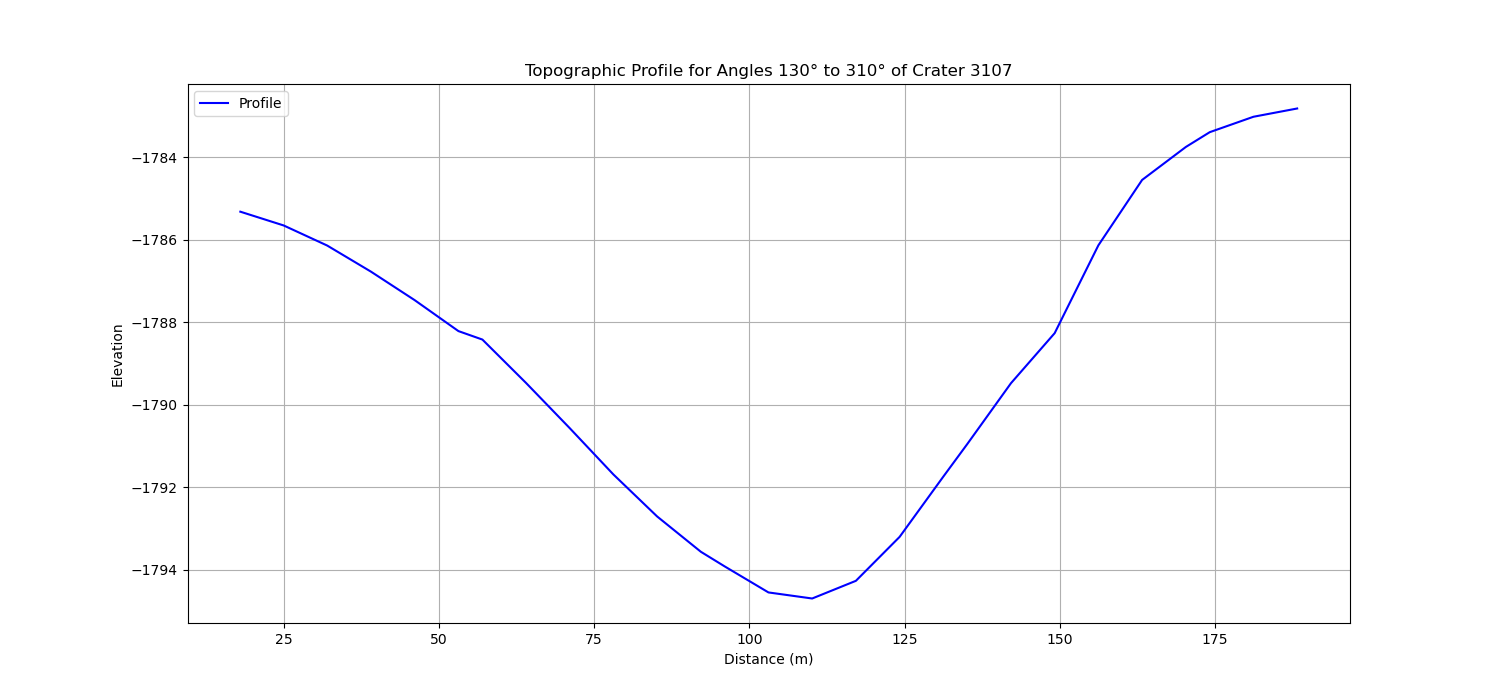 Topographic Profile for Angles 130° to 310° of Crater 3107
Profile
−1784
−1786
−1788
−1790
−1792
−1794
Elevation
25 50 75 100 125 150 175
Distance (m)